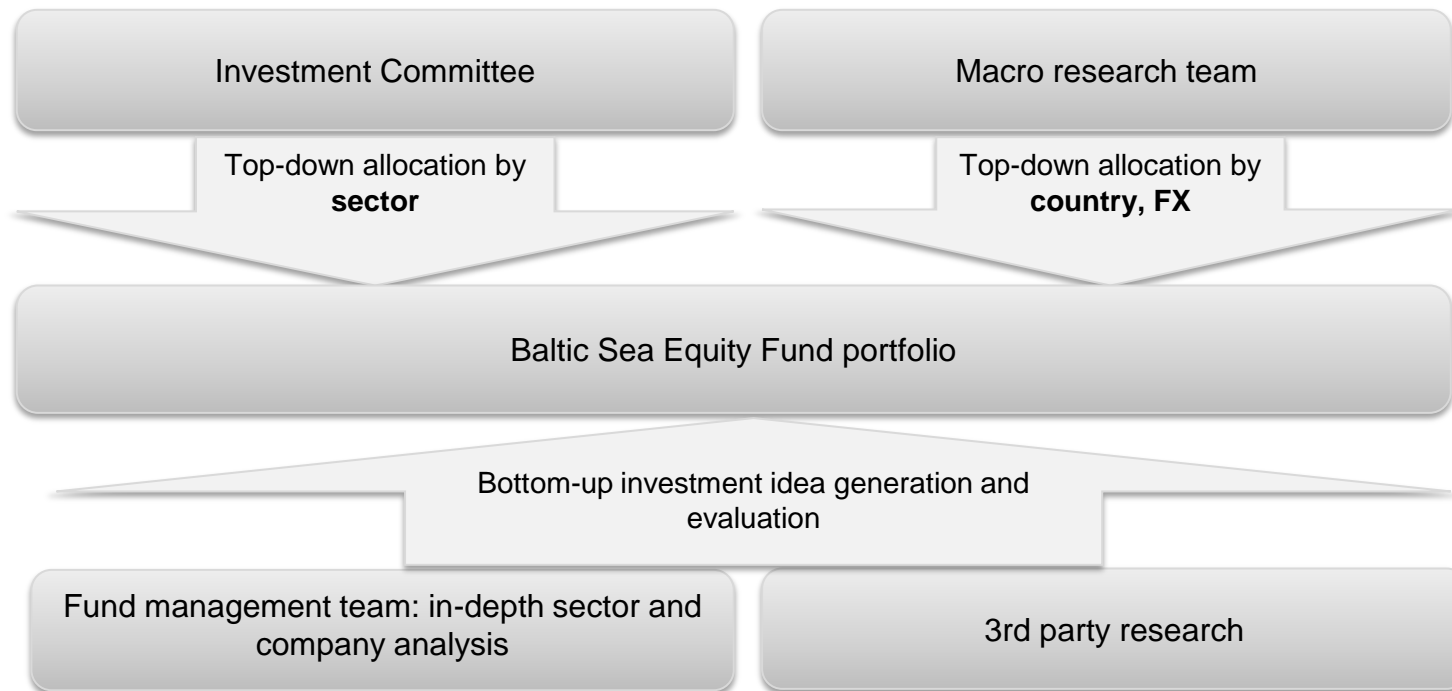 Investment Committee
Macro research team
Top-down allocation by
sector
Top-down allocation by
country, FX
Baltic Sea Equity Fund portfolio
Bottom-up investment idea generation and
evaluation
Fund management team: in-depth sector and
company analysis
3rd party research